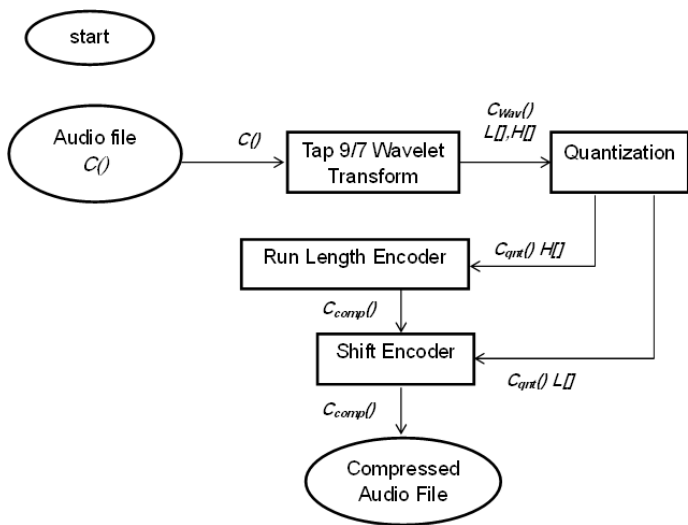 start
Audio file
C()
C()
Tap 9/7 Wavelet
Transform
C_Wav()
L[],H[]
Quantization
C_qnt() H[]
Run Length Encoder
C_comp()
Shift Encoder
C_qnt() L[]
C_comp()
Compressed
Audio File